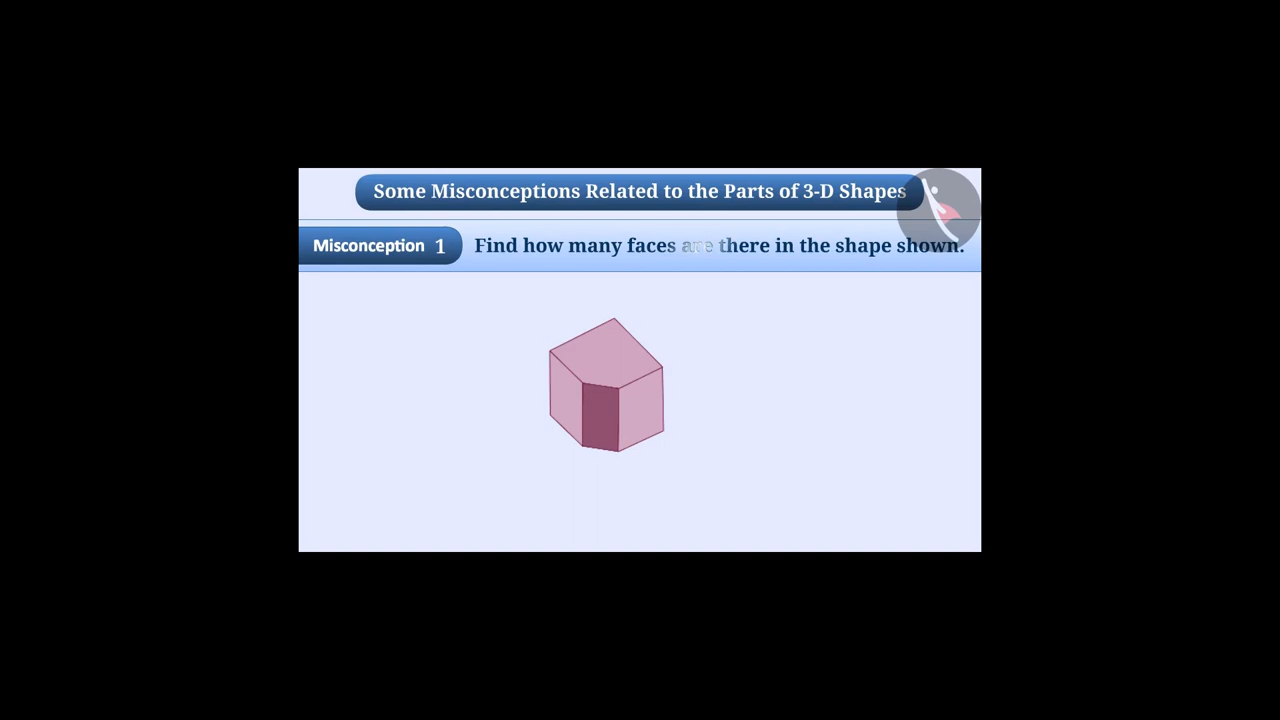 Some Misconceptions Related to the Parts of 3-D Shapes
Misconception 1 Find how many faces are there in the shape shown.